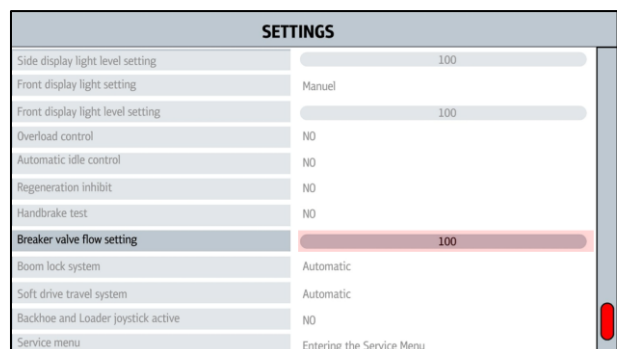 SETTINGS
Side display light level setting 100
Front display light setting Manuel
Front display light level setting 100
Overload control NO
Automatic idle control NO
Regeneration inhibit NO
Handbrake test NO
Breaker valve flow setting 100
Boom lock system Automatic
Soft drive travel system Automatic
Backhoe and Loader joystick active NO
Service menu Entering the Service Menu